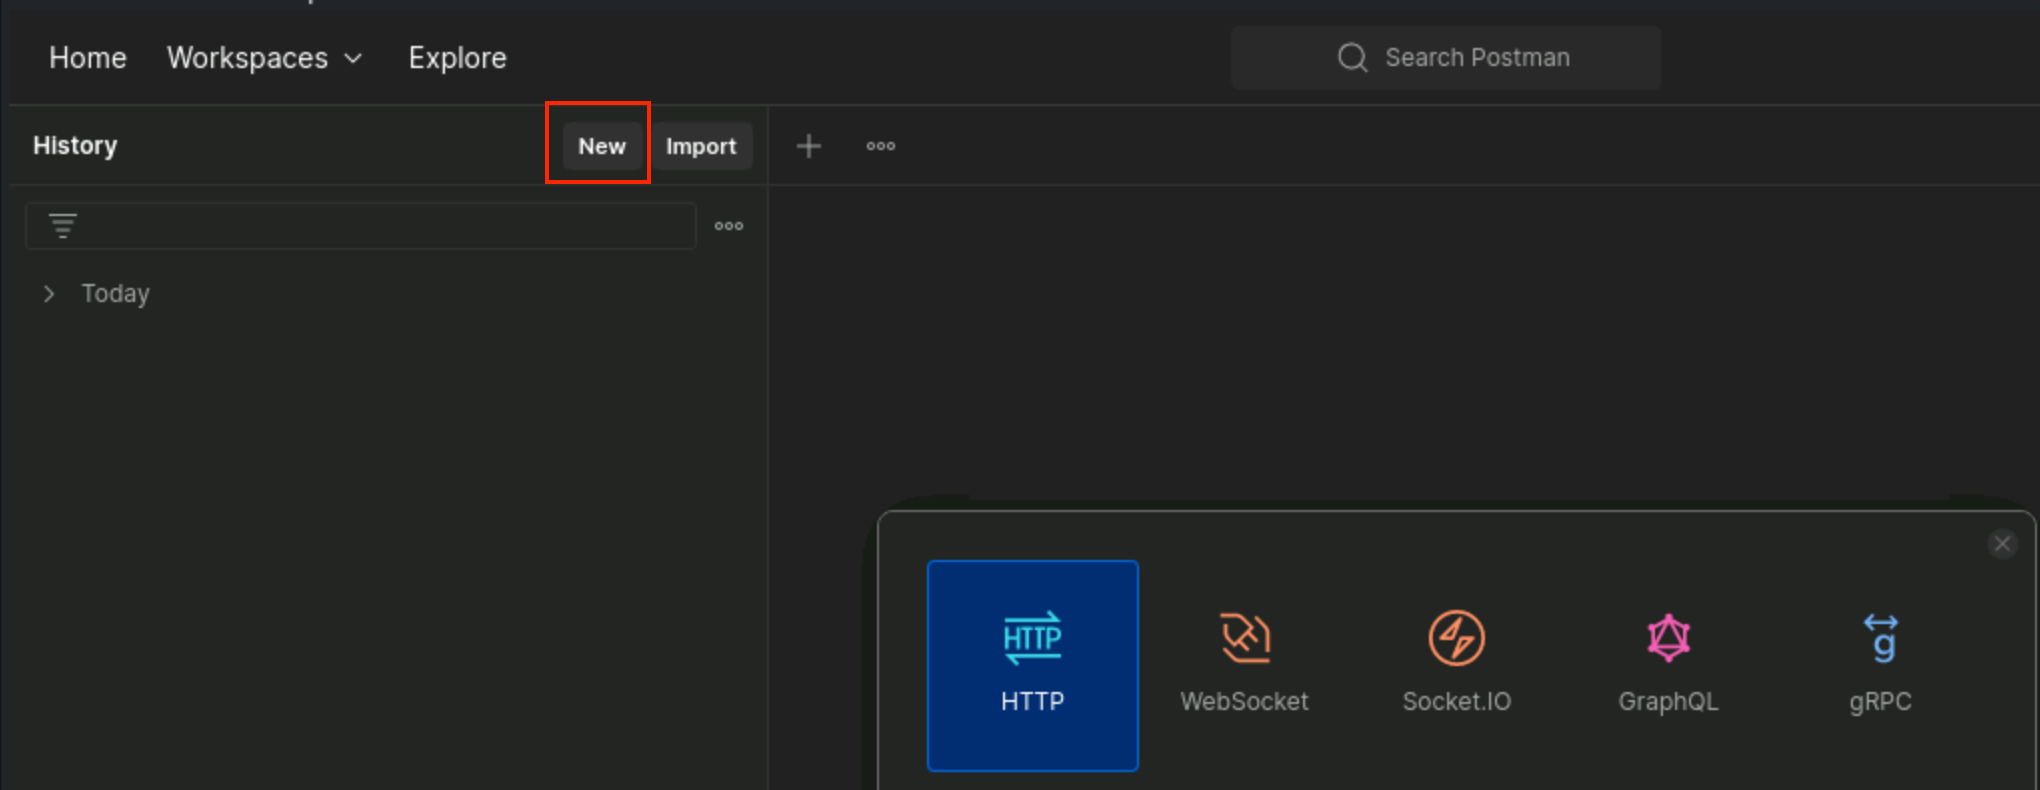 Home Workspaces Explore Search Postman
History New Import
Today
HTTP
HTTP WebSocket Socket.IO GraphQL gRPC